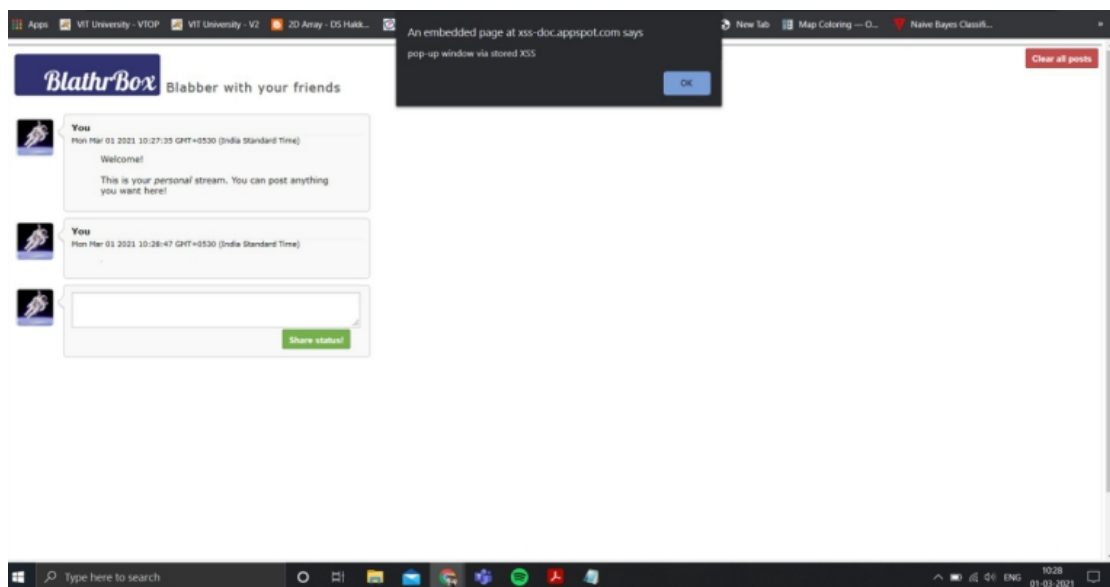 Apps VIT University - VTOP VIT University - V2 2D Array - DS Hakk... New Tab Map Coloring — O... Naive Bayes Classifi... »
An embedded page at xss-doc.appspot.com says
pop-up window via stored XSS
OK
Clear all posts
BlathrBox Blabber with your friends
You
Mon Mar 01 2021 10:27:35 GMT+0530 (India Standard Time)
Welcome!
This is your personal stream. You can post anything
you want here!
You
Mon Mar 01 2021 10:28:47 GMT+0530 (India Standard Time)
Share status!
Type here to search
ENG
10:28
01-03-2021